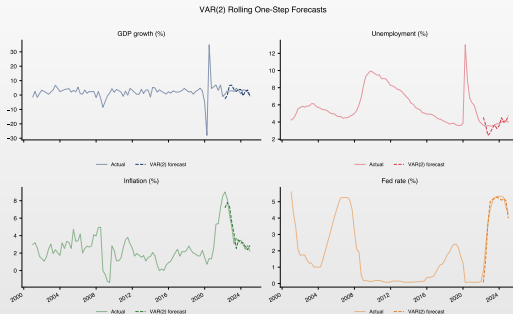 VAR(2) Rolling One-Step Forecasts
GDP growth (%)
Unemployment (%)
30
20
10
0
−10
−20
−30
12
10
8
6
4
2
Actual
VAR(2) forecast
Actual
VAR(2) forecast
Inflation (%)
Fed rate (%)
8
6
4
2
0
5
4
3
2
1
0
2000
2004
2008
2012
2016
2020
2024
2000
2004
2008
2012
2016
2020
2024
Actual
VAR(2) forecast
Actual
VAR(2) forecast